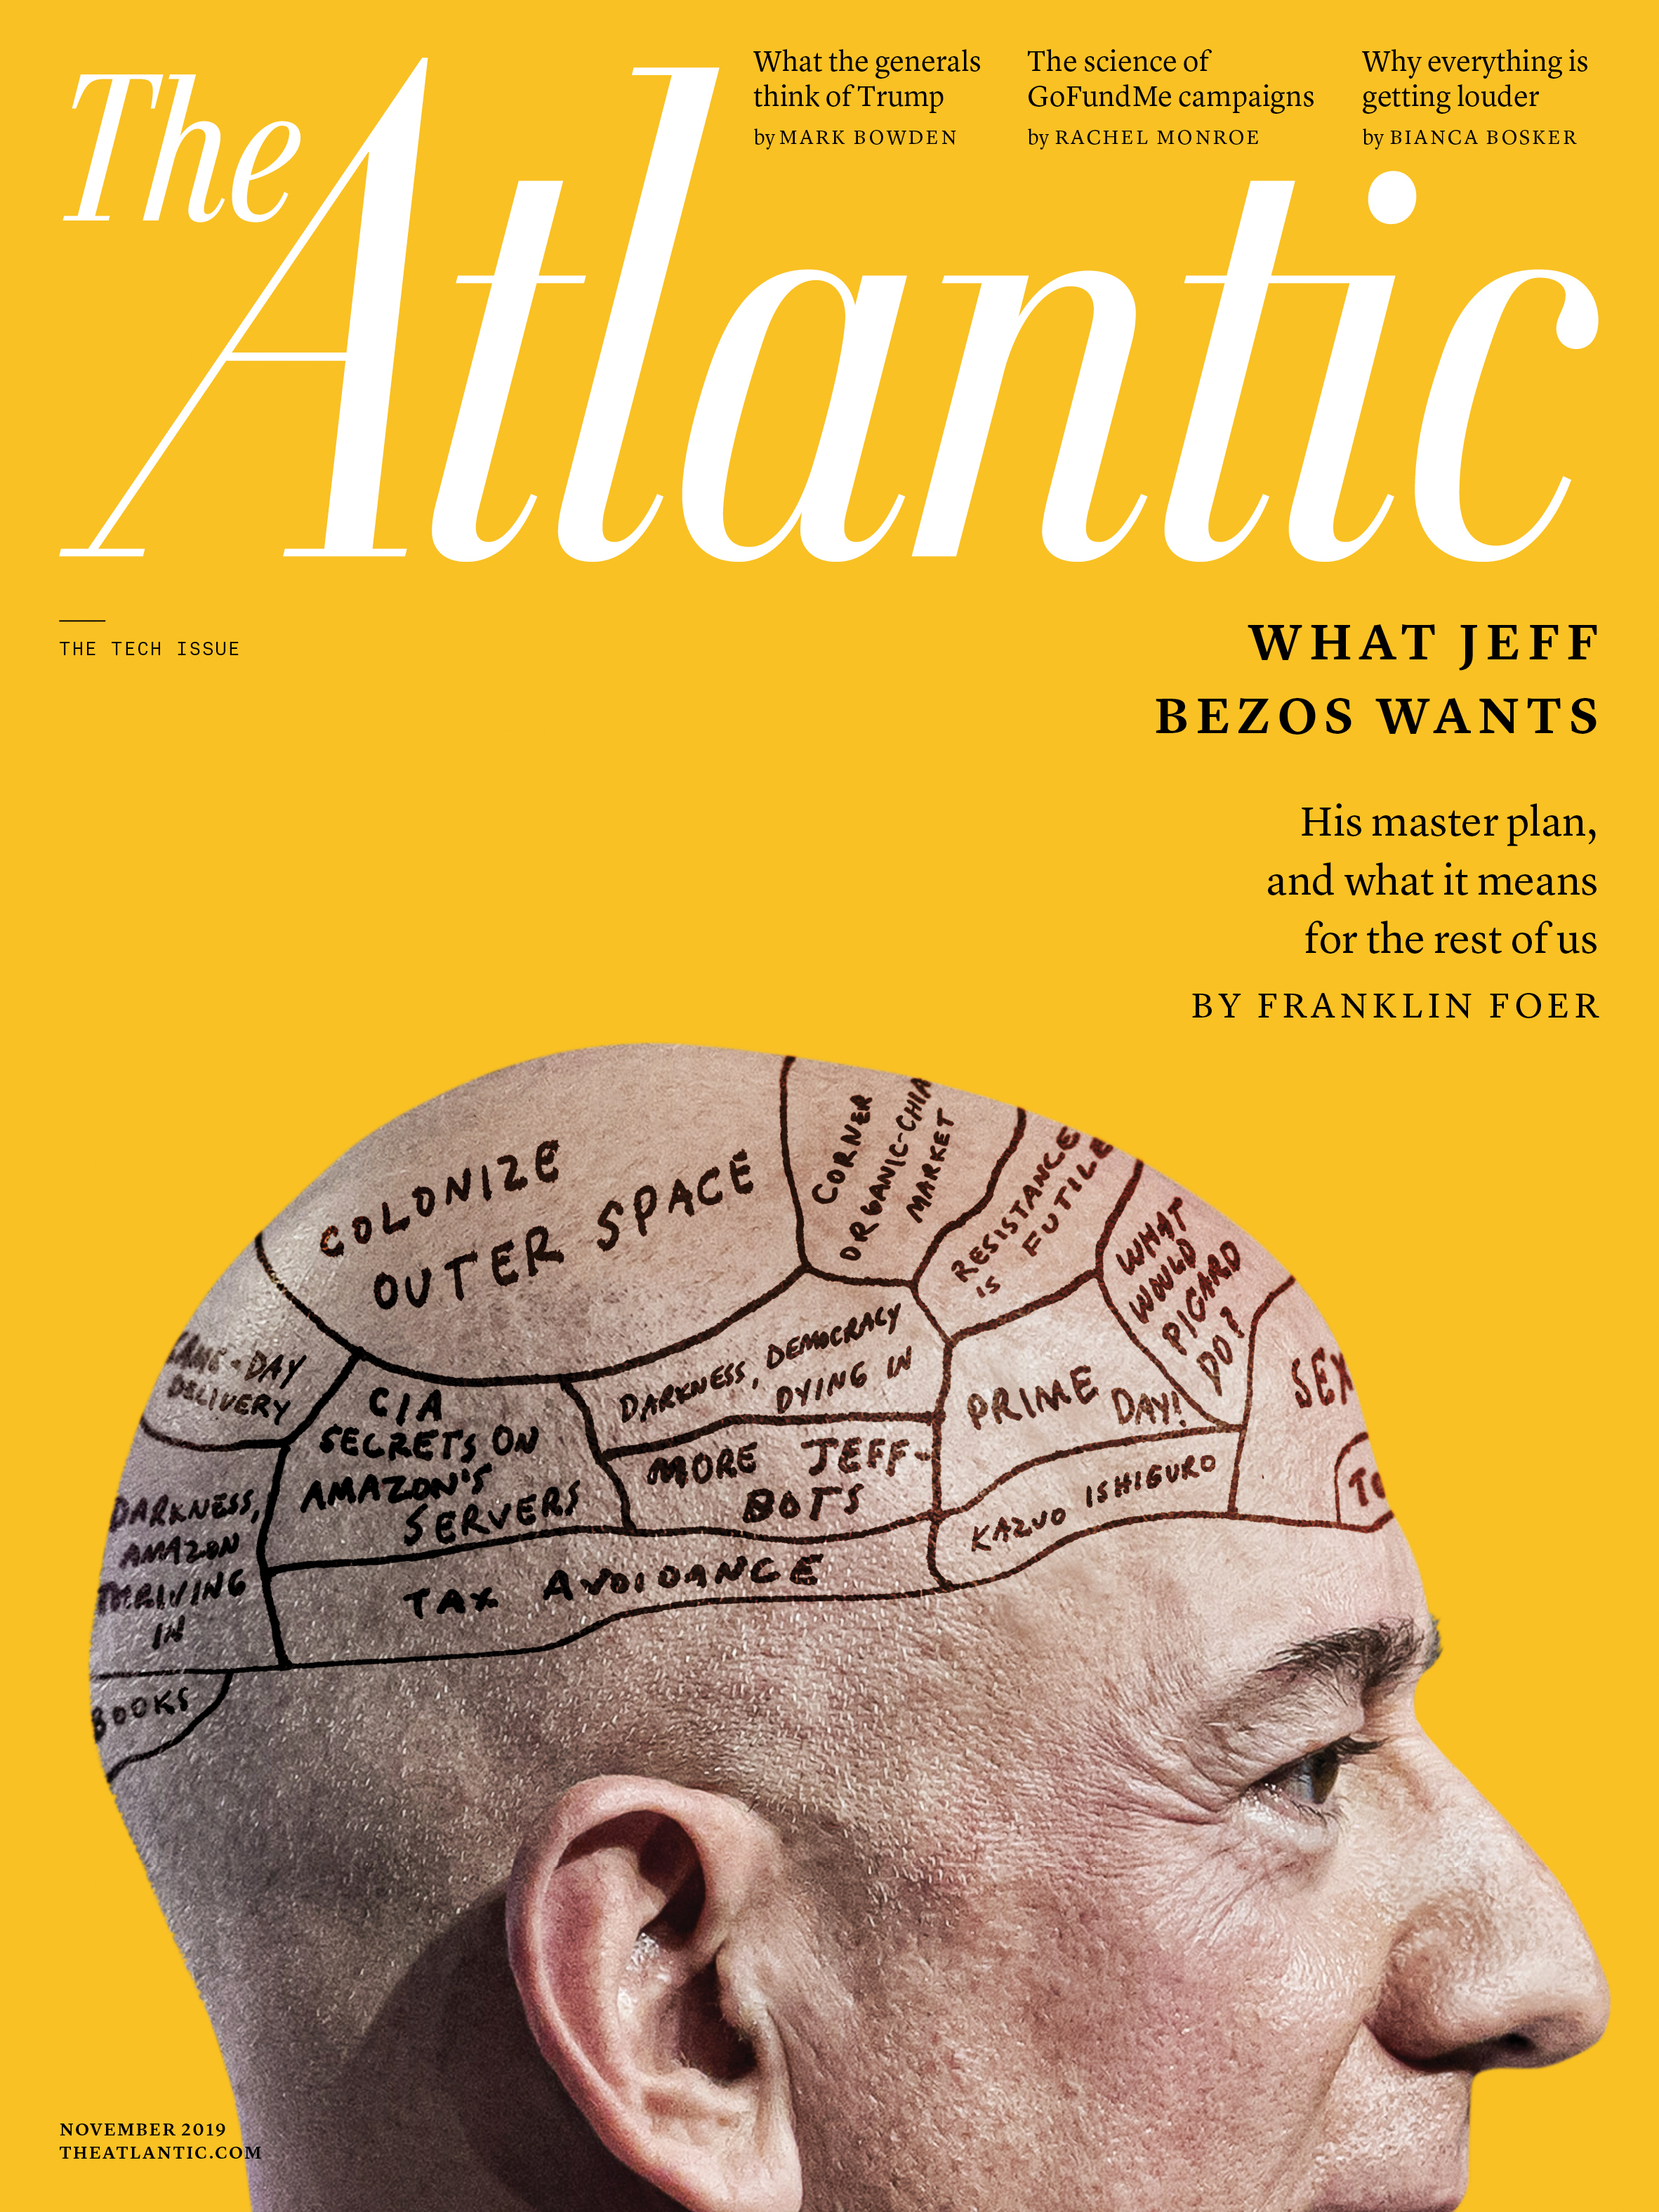 The
Atlantic
What the generals
think of Trump
by MARK BOWDEN
The science of
GoFundMe campaigns
by RACHEL MONROE
Why everything is
getting louder
by BIANCA BOSKER
THE TECH ISSUE
WHAT JEFF
BEZOS WANTS
His master plan,
and what it means
for the rest of us
BY FRANKLIN FOER
COLONIZE
OUTER SPACE
CORNER
ORGANIC-CHIA
MARKET
RESISTANCE
IS FUTILE
WHAT
WOULD
PICARD
DO?
SAME-DAY
DELIVERY
CIA
SECRETS ON
AMAZON'S
SERVERS
DARKNESS, DEMOCRACY
DYING IN
MORE JEFF-
BOTS
PRIME
DAY!
SEX
KAZUO ISHIGURO
TAX AVOIDANCE
DARKNESS,
AMAZON
THRIVING
IN
BOOKS
NOVEMBER 2019
THEATLANTIC.COM